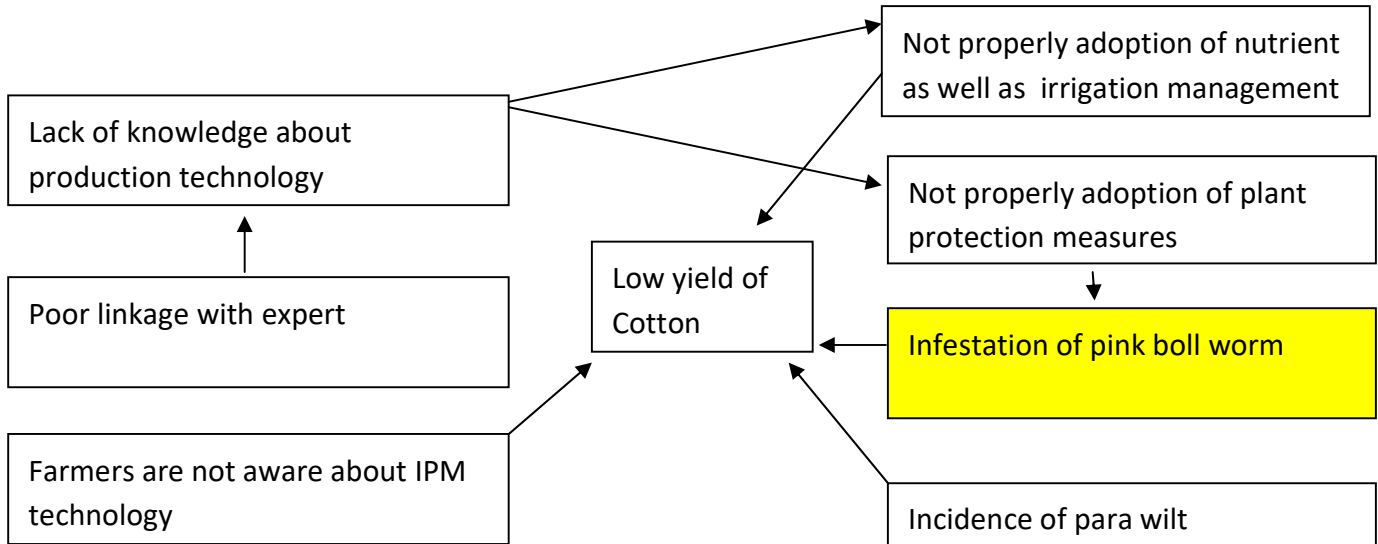 Not properly adoption of nutrient
as well as  irrigation management
Lack of knowledge about
production technology
Not properly adoption of plant
protection measures
Low yield of
Cotton
Poor linkage with expert
Infestation of pink boll worm
Farmers are not aware about IPM
technology
Incidence of para wilt